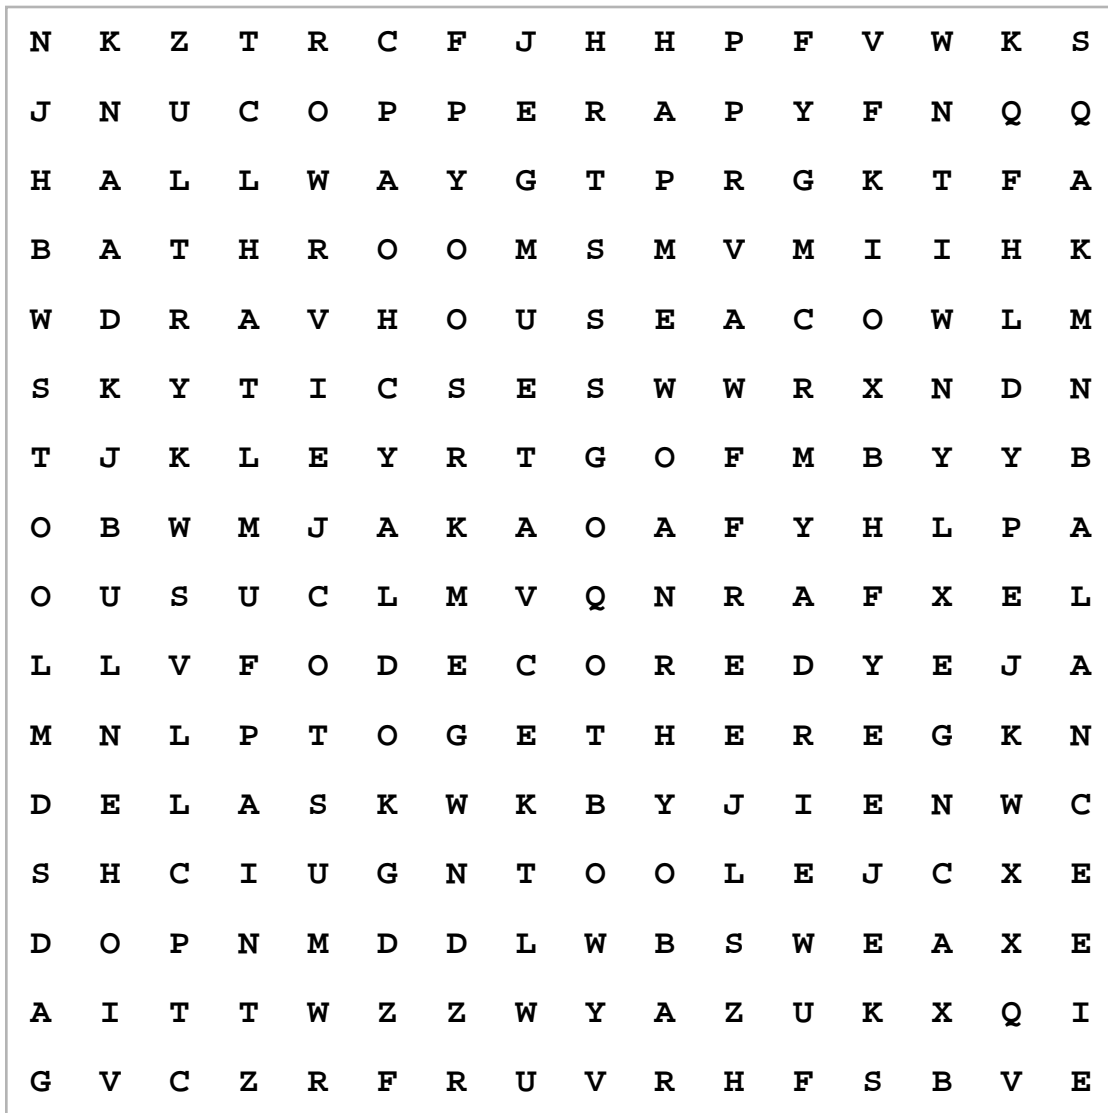 N K Z T R C F J H H P F V W K S
J N U C O P P E R A P Y F N Q Q
H A L L W A Y G T P R G K T F A
B A T H R O O M S M V M I I H K
W D R A V H O U S E A C O W L M
S K Y T I C S E S W W R X N D N
T J K L E Y R T G O F M B Y Y B
O B W M J A K A O A F Y H L P A
O U S U C L M V Q N R A F X E L
L L V F O D E C O R E D Y E J A
M N L P T O G E T H E R E G K N
D E L A S K W K B Y J I E N W C
S H C I U G N T O O L E J C X E
D O P N M D D L W B S W E A X E
A I T T W Z Z W Y A Z U K X Q I
G V C Z R F R U V R H F S B V E